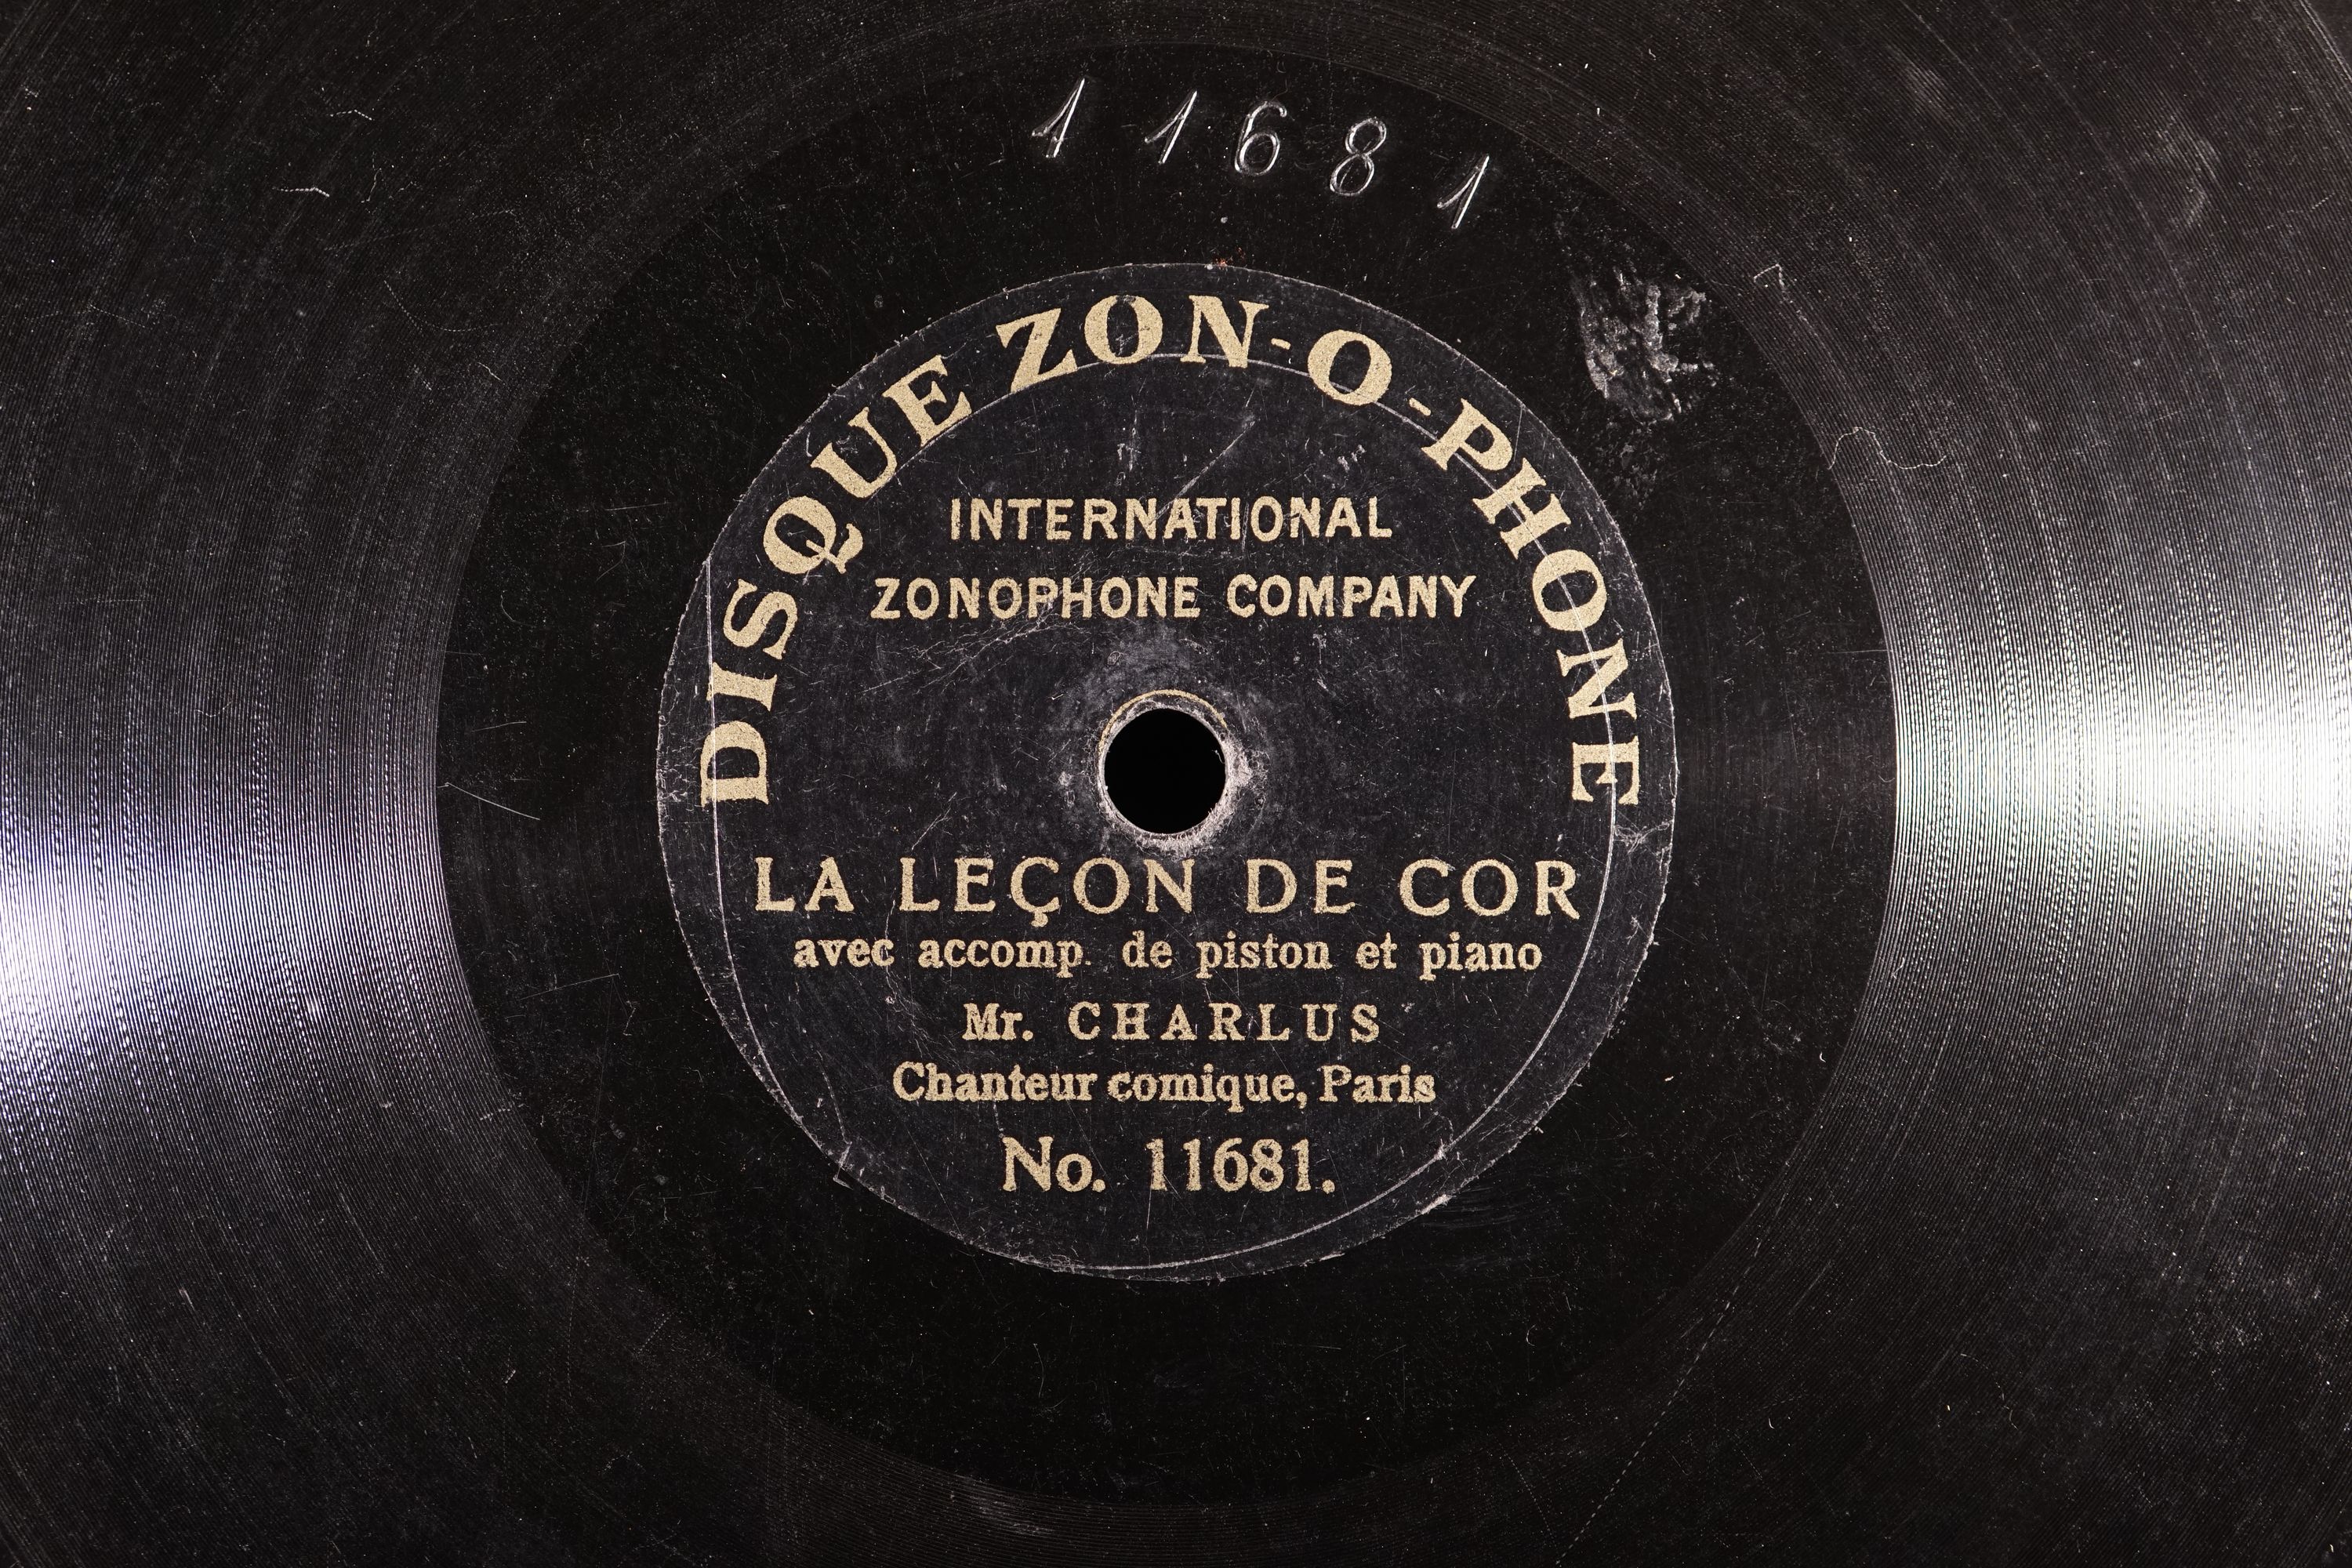 11681
DISQUE ZON-O-PHONE
INTERNATIONAL
ZONOPHONE COMPANY
LA LEÇON DE COR
avec accomp. de piston et piano
Mr. CHARLUS
Chanteur comique, Paris
No. 11681.